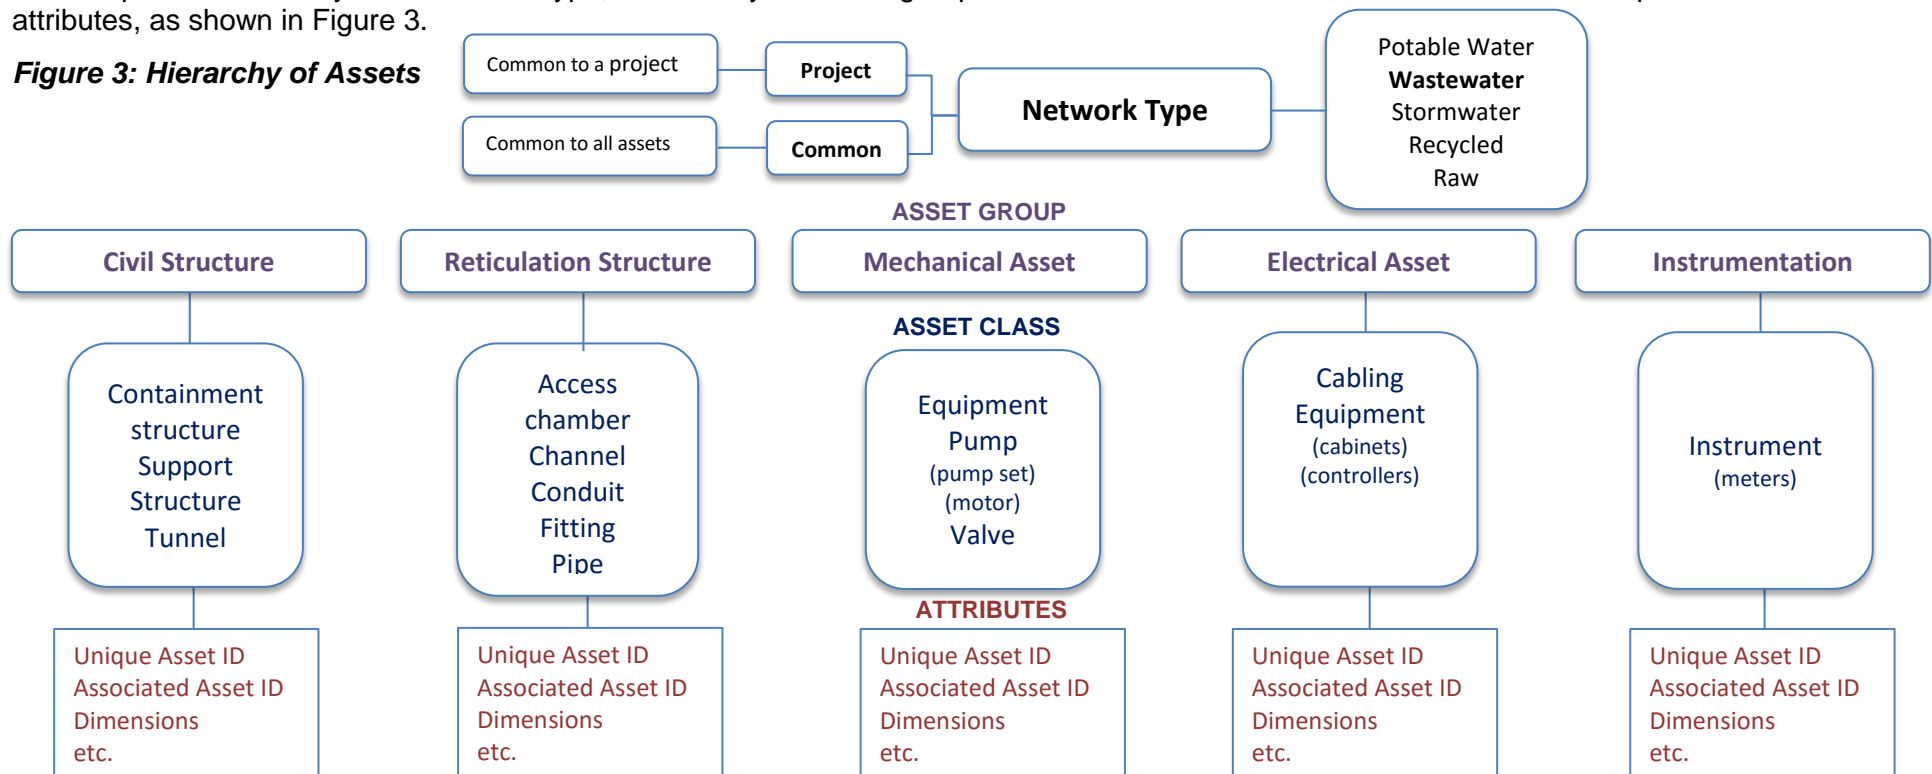 attributes, as shown in Figure 3.
Figure 3: Hierarchy of Assets
Common to a project
Project
Common to all assets
Common
Network Type
Potable Water
Wastewater
Stormwater
Recycled
Raw
ASSET GROUP
Civil Structure
Reticulation Structure
Mechanical Asset
Electrical Asset
Instrumentation
ASSET CLASS
Containment
structure
Support
Structure
Tunnel
Access
chamber
Channel
Conduit
Fitting
Pipe
Equipment
Pump
(pump set)
(motor)
Valve
Cabling
Equipment
(cabinets)
(controllers)
Instrument
(meters)
ATTRIBUTES
Unique Asset ID
Associated Asset ID
Dimensions
etc.
Unique Asset ID
Associated Asset ID
Dimensions
etc.
Unique Asset ID
Associated Asset ID
Dimensions
etc.
Unique Asset ID
Associated Asset ID
Dimensions
etc.
Unique Asset ID
Associated Asset ID
Dimensions
etc.